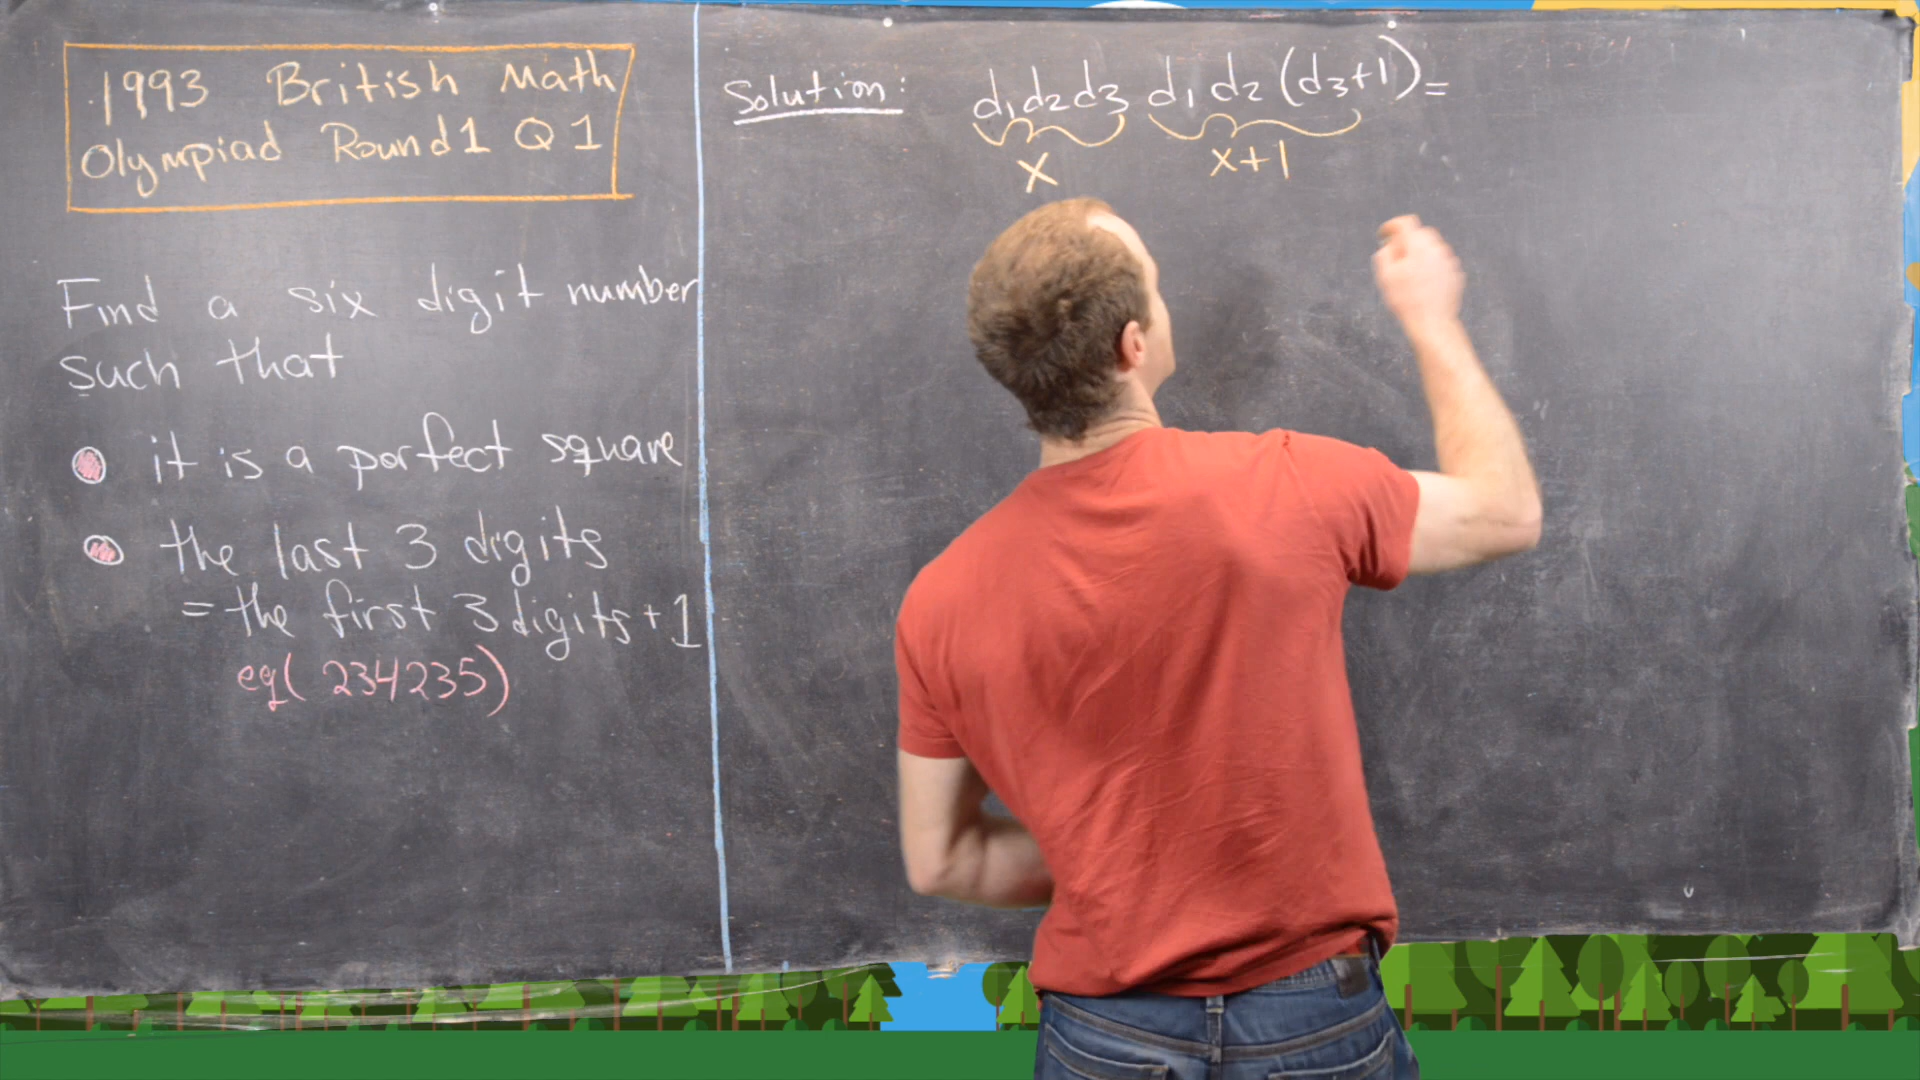 1993 British Math
Olympiad Round 1 Q1
Find a six digit number
such that
it is a perfect square
the last 3 digits
= the first 3 digits + 1
eg( 234235)
Solution: d₁d₂d₃ d₁ d₂ (d₃+1) =
x x+1